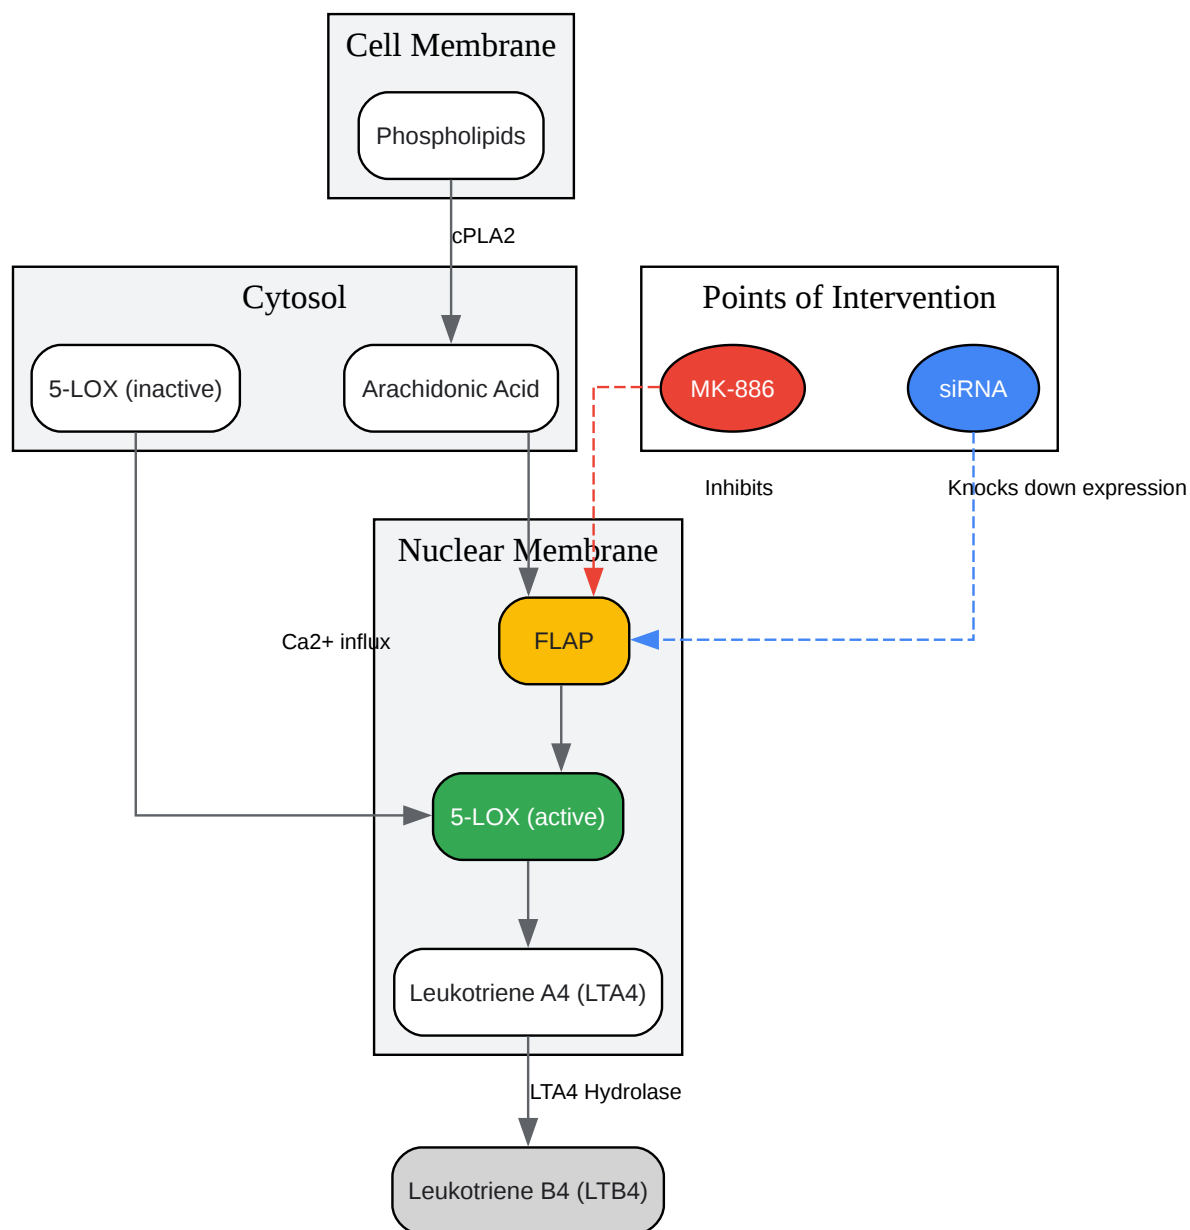 Cell Membrane
Phospholipids
cPLA2
Cytosol
Points of Intervention
5-LOX (inactive)
Arachidonic Acid
MK-886
siRNA
Inhibits
Knocks down expression
Nuclear Membrane
Ca2+ influx
FLAP
5-LOX (active)
Leukotriene A4 (LTA4)
LTA4 Hydrolase
Leukotriene B4 (LTB4)